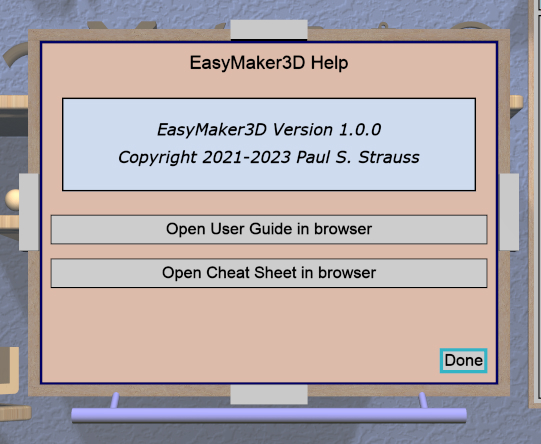 EasyMaker3D Help
EasyMaker3D Version 1.0.0
Copyright 2021-2023 Paul S. Strauss
Open User Guide in browser
Open Cheat Sheet in browser
Done